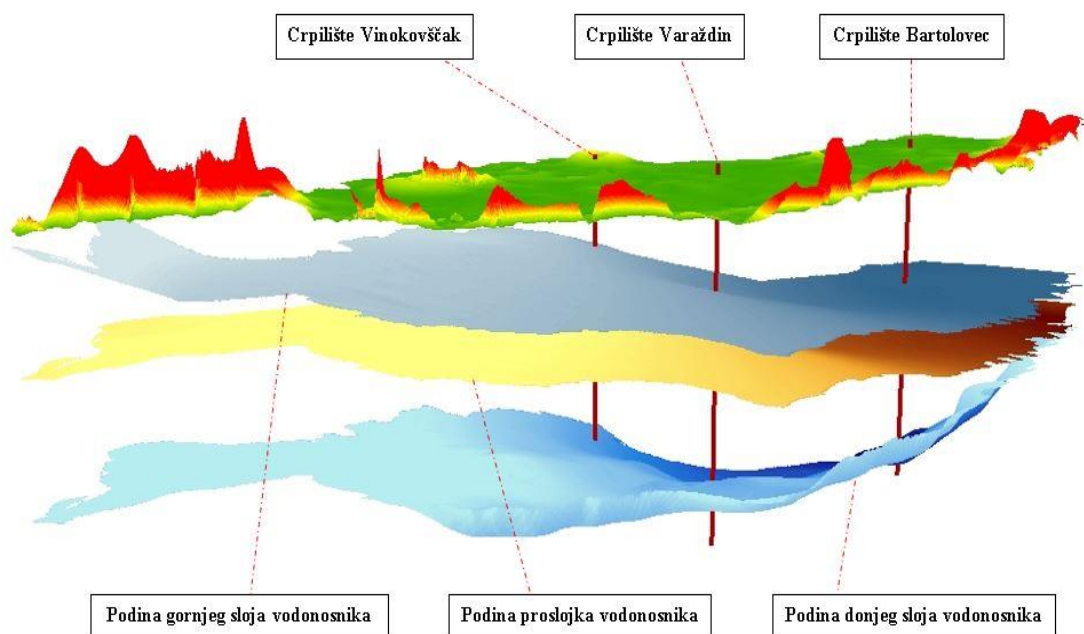 Crpilište Vinokovščak
Crpilište Varaždin
Crpilište Bartolovec
Podina gornjeg sloja vodonosnika
Podina proslojka vodonosnika
Podina donjeg sloja vodonosnika